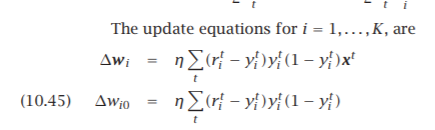 t t i
The update equations for i = 1,...,K, are
Δwᵢ = η∑ₜ(rᵢᵗ − yᵢᵗ)yᵢᵗ(1 − yᵢᵗ)xᵗ
(10.45) Δwᵢ₀ = η∑ₜ(rᵢᵗ − yᵢᵗ)yᵢᵗ(1 − yᵢᵗ)